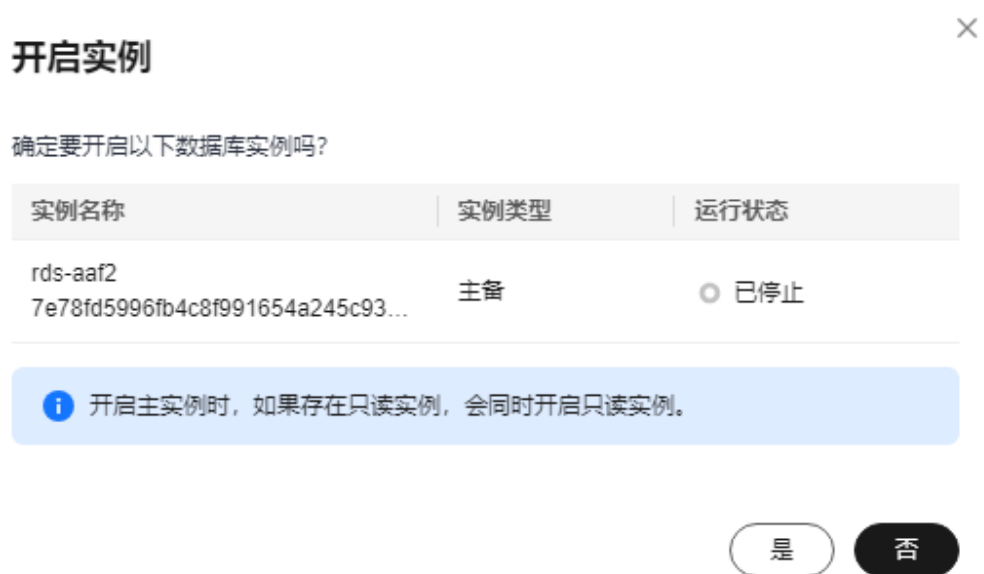 开启实例
确定要开启以下数据库实例吗?
实例名称 实例类型 运行状态
rds-aaf2
7e78fd5996fb4c8f991654a245c93...
主备 已停止
开启主实例时，如果存在只读实例，会同时开启只读实例。
是 否